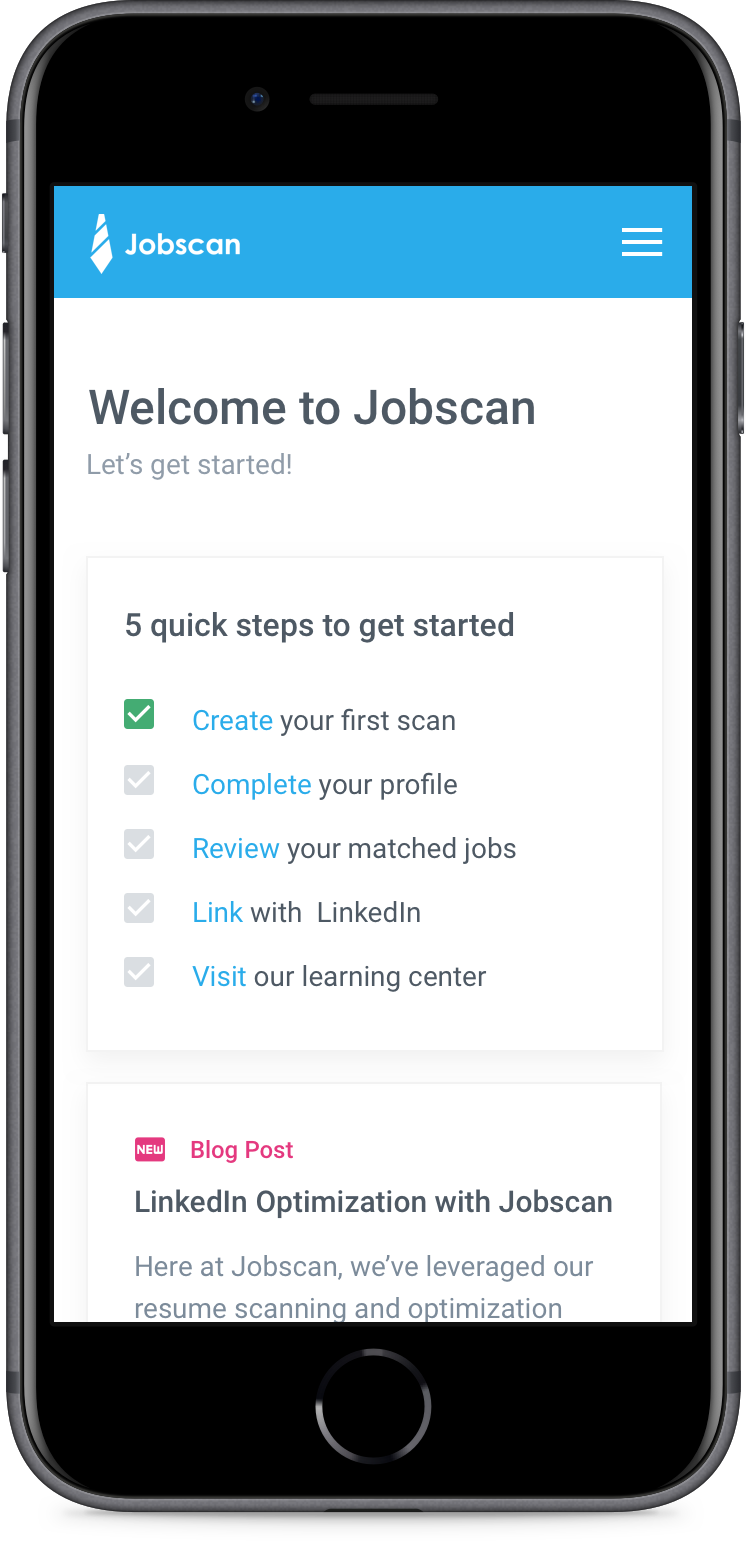 Jobscan
Welcome to Jobscan
Let’s get started!
5 quick steps to get started
Create your first scan
Complete your profile
Review your matched jobs
Link with  LinkedIn
Visit our learning center
NEW Blog Post
LinkedIn Optimization with Jobscan
Here at Jobscan, we’ve leveraged our
resume scanning and optimization